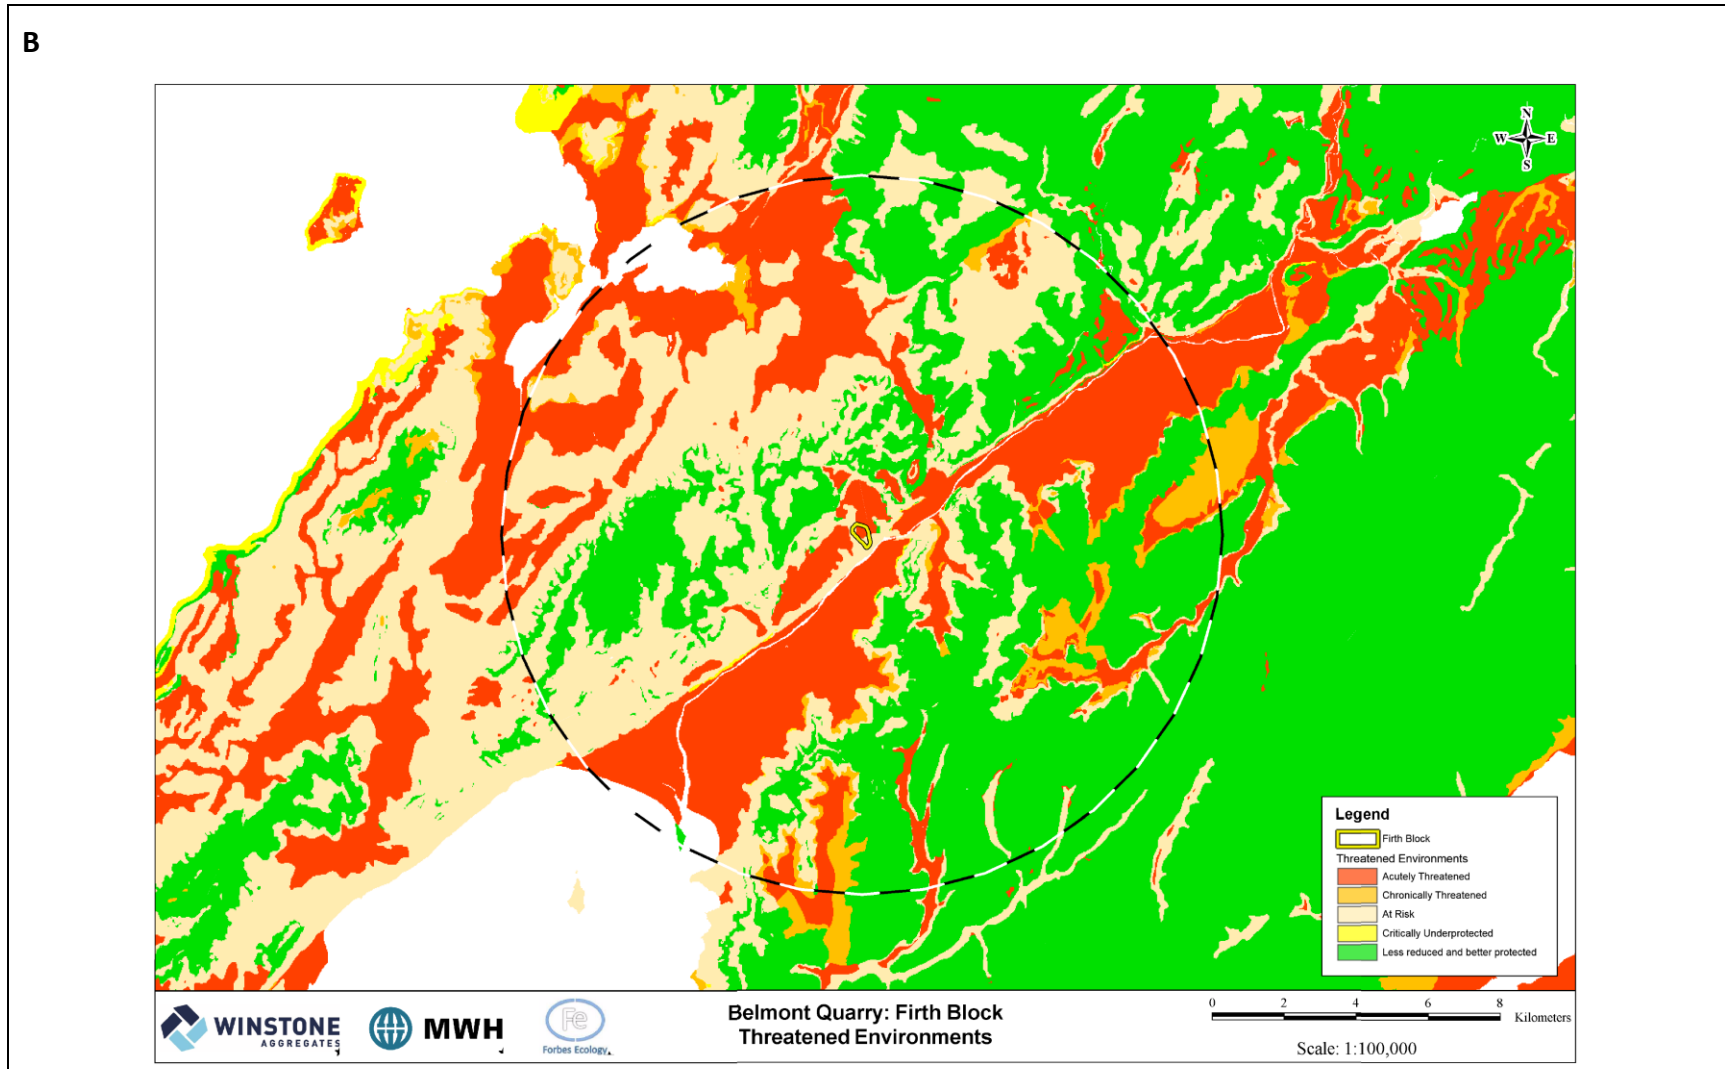 B
N
W E
S
Legend
Firth Block
Threatened Environments
Acutely Threatened
Chronically Threatened
At Risk
Critically Underprotected
Less reduced and better protected
WINSTONE
AGGREGATES
MWH
Fe
Forbes Ecology
Belmont Quarry: Firth Block
Threatened Environments
0 2 4 6 8
Kilometers
Scale: 1:100,000